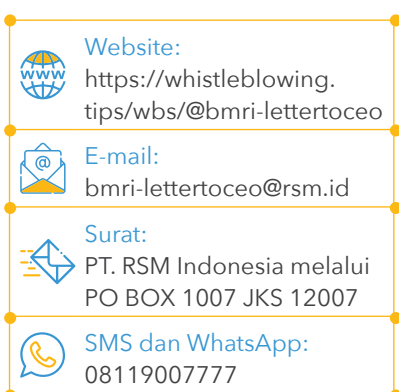 Website:
www
https://whistleblowing.
tips/wbs/@bmri-lettertoceo
@
E-mail:
bmri-lettertoceo@rsm.id
Surat:
PT. RSM Indonesia melalui
PO BOX 1007 JKS 12007
SMS dan WhatsApp:
08119007777